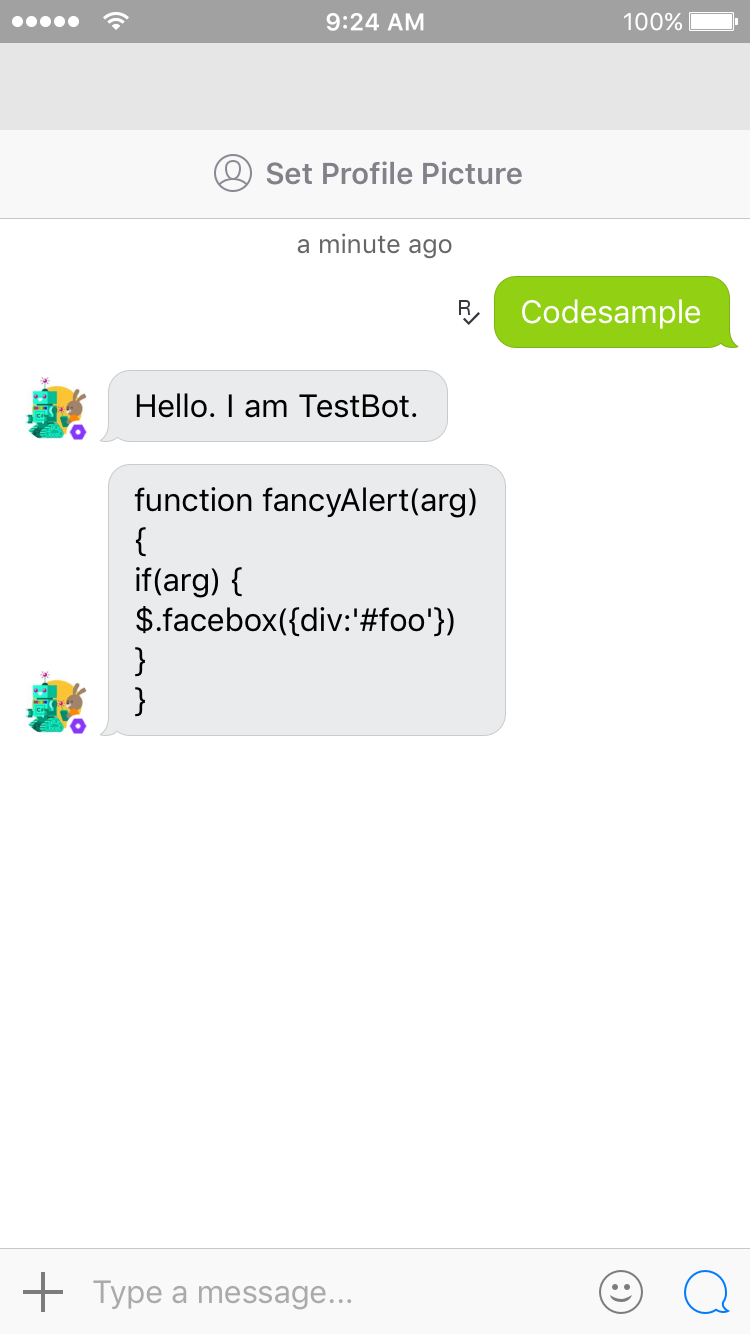 9:24 AM
100%
Set Profile Picture
a minute ago
R
Codesample
Hello. I am TestBot.
function fancyAlert(arg)
{
if(arg) {
$.facebox({div:'#foo'})
}
}
Type a message...